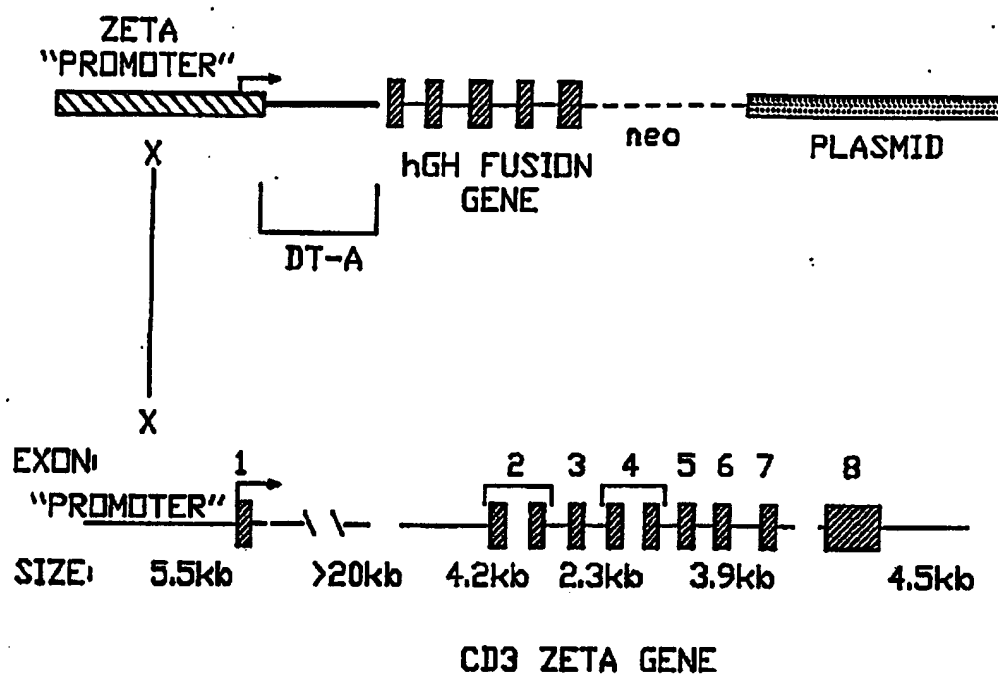 ZETA
"PROMOTER"
X
hGH FUSION
GENE
neo
PLASMID
DT-A
X
EXON:
1 2 3 4 5 6 7 8
"PROMOTER"
SIZE: 5.5kb >20kb 4.2kb 2.3kb 3.9kb 4.5kb
CD3 ZETA GENE